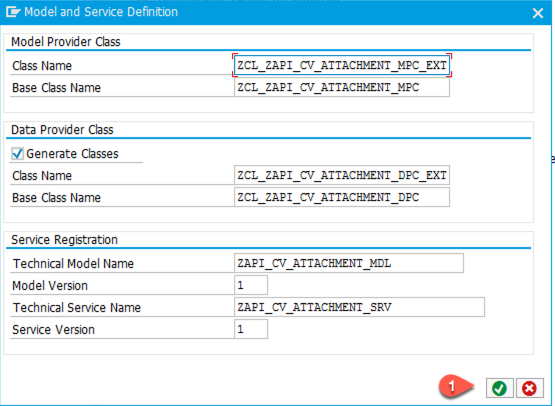 Model and Service Definition
Model Provider Class
Class Name ZCL_ZAPI_CV_ATTACHMENT_MPC_EXT
Base Class Name ZCL_ZAPI_CV_ATTACHMENT_MPC
Data Provider Class
Generate Classes
Class Name ZCL_ZAPI_CV_ATTACHMENT_DPC_EXT
Base Class Name ZCL_ZAPI_CV_ATTACHMENT_DPC
Service Registration
Technical Model Name ZAPI_CV_ATTACHMENT_MDL
Model Version 1
Technical Service Name ZAPI_CV_ATTACHMENT_SRV
Service Version 1
1